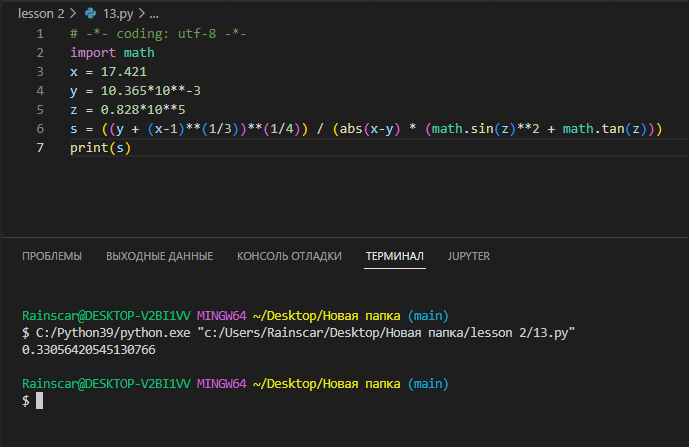 lesson 2 > 13.py > ...
1 # -*- coding: utf-8 -*-
2 import math
3 x = 17.421
4 y = 10.365*10**-3
5 z = 0.828*10**5
6 s = ((y + (x-1)**(1/3))**(1/4)) / (abs(x-y) * (math.sin(z)**2 + math.tan(z)))
7 print(s)
ПРОБЛЕМЫ ВЫХОДНЫЕ ДАННЫЕ КОНСОЛЬ ОТЛАДКИ ТЕРМИНАЛ JUPYTER
Rainscar@DESKTOP-V2BI1VV MINGW64 ~/Desktop/Новая папка (main)
$ C:/Python39/python.exe "c:/Users/Rainscar/Desktop/Новая папка/lesson 2/13.py"
0.33056420545130766
Rainscar@DESKTOP-V2BI1VV MINGW64 ~/Desktop/Новая папка (main)
$